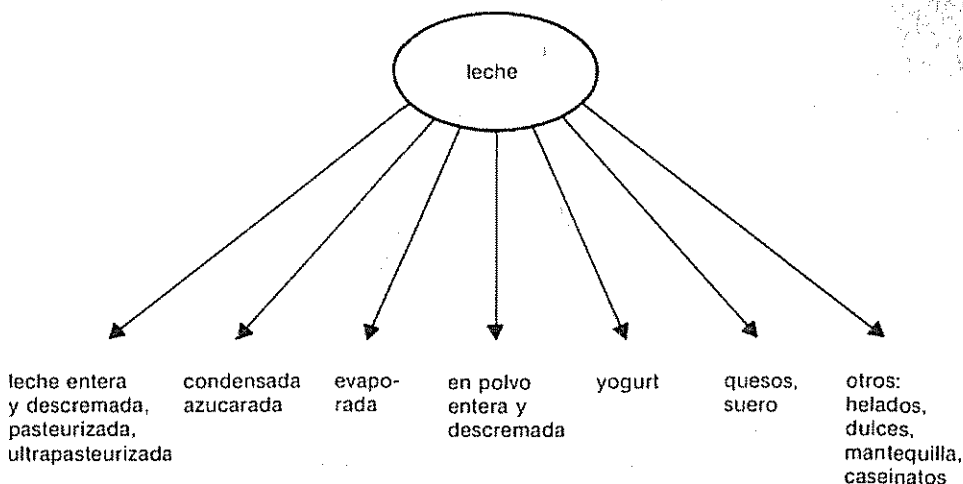 leche
leche entera
y descremada,
pasteurizada,
ultrapasteurizada
condensada
azucarada
evapo-
rada
en polvo
entera y
descremada
yogurt
quesos,
suero
otros:
helados,
dulces,
mantequilla,
caseinatos